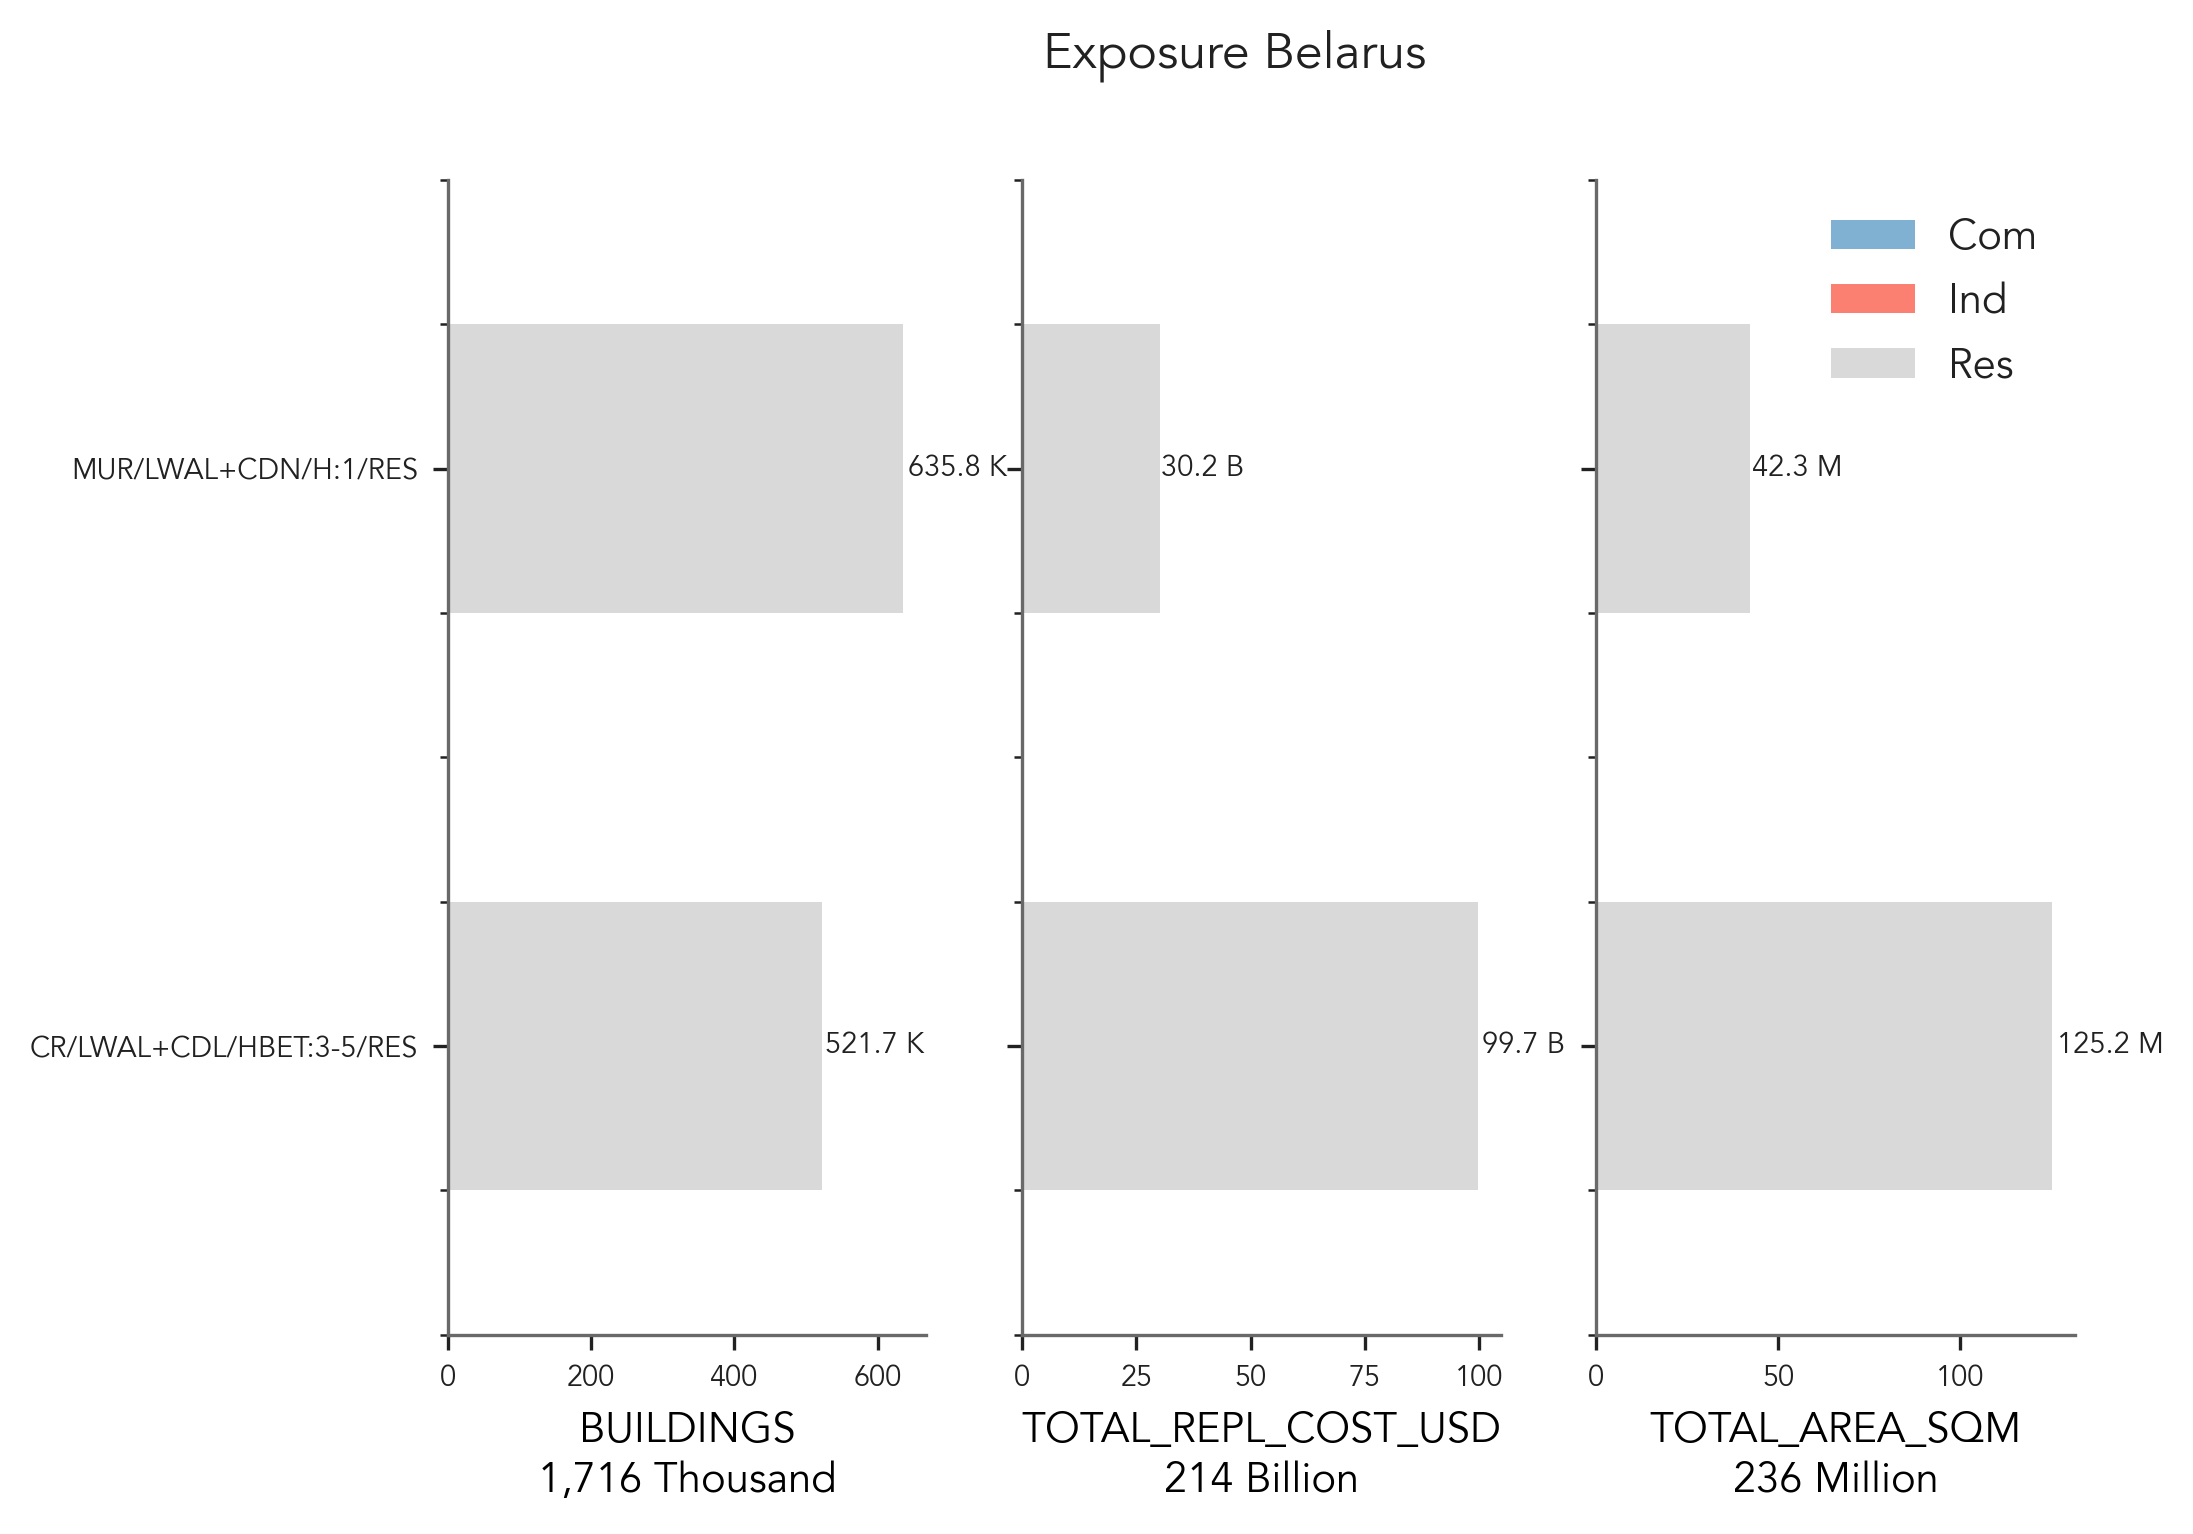 Exposure Belarus
Com
Ind
Res
MUR/LWAL+CDN/H:1/RES
635.8 K
30.2 B
42.3 M
CR/LWAL+CDL/HBET:3-5/RES
521.7 K
99.7 B
125.2 M
0 200 400 600
0 25 50 75 100
0 50 100
BUILDINGS
1,716 Thousand
TOTAL_REPL_COST_USD
214 Billion
TOTAL_AREA_SQM
236 Million